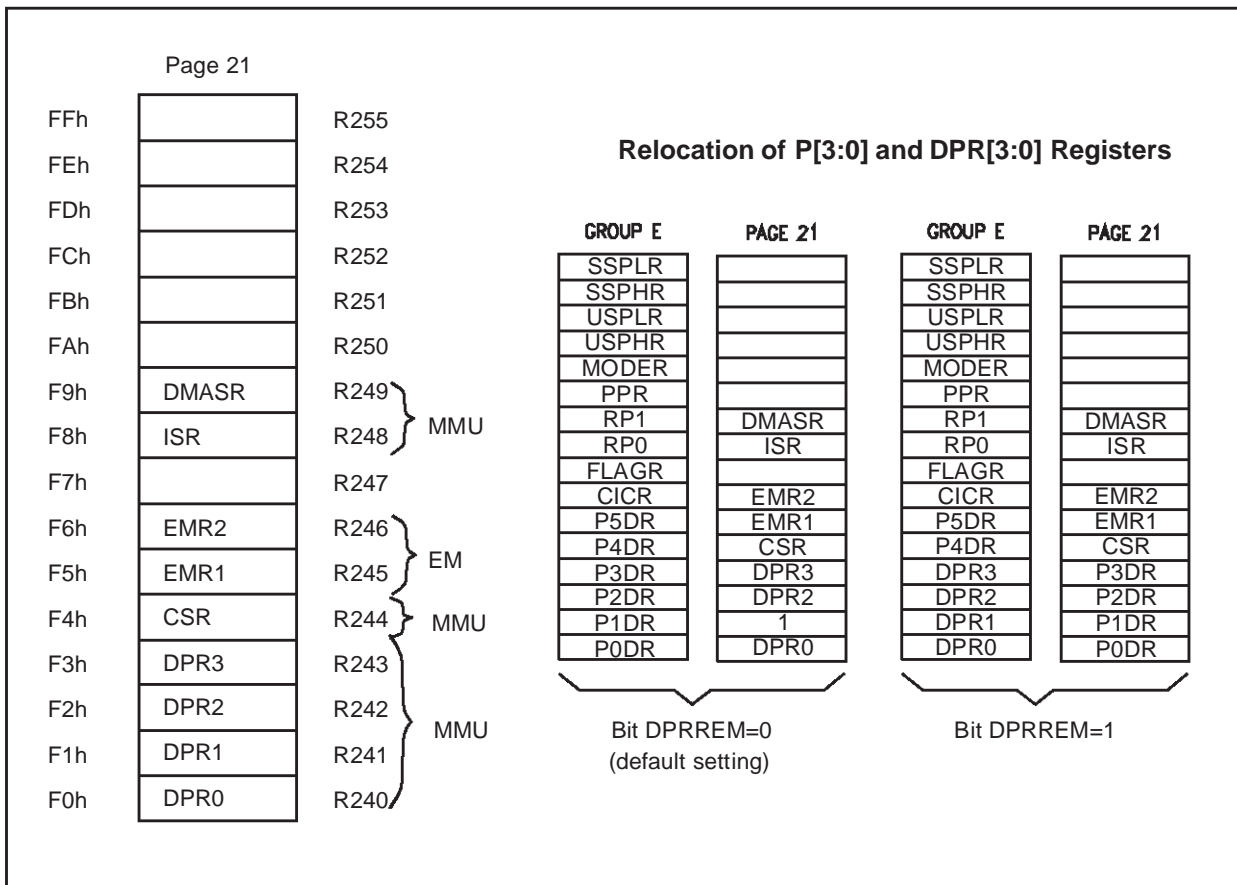 Page 21
FFh R255
FEh R254
FDh R253
FCh R252
FBh R251
FAh R250
F9h DMASR R249
MMU
F8h ISR R248
F7h R247
F6h EMR2 R246
EM
F5h EMR1 R245
F4h CSR R244 MMU
F3h DPR3 R243
F2h DPR2 R242
MMU
F1h DPR1 R241
F0h DPR0 R240
Relocation of P[3:0] and DPR[3:0] Registers
GROUP E PAGE 21 GROUP E PAGE 21
SSPLR SSPLR
SSPHR SSPHR
USPLR USPLR
USPHR USPHR
MODER MODER
PPR PPR
RP1 DMASR RP1 DMASR
RP0 ISR RP0 ISR
FLAGR FLAGR
CICR EMR2 CICR EMR2
P5DR EMR1 P5DR EMR1
P4DR CSR P4DR CSR
P3DR DPR3 DPR3 P3DR
P2DR DPR2 DPR2 P2DR
P1DR 1 DPR1 P1DR
P0DR DPR0 DPR0 P0DR
Bit DPRREM=0 Bit DPRREM=1
(default setting)